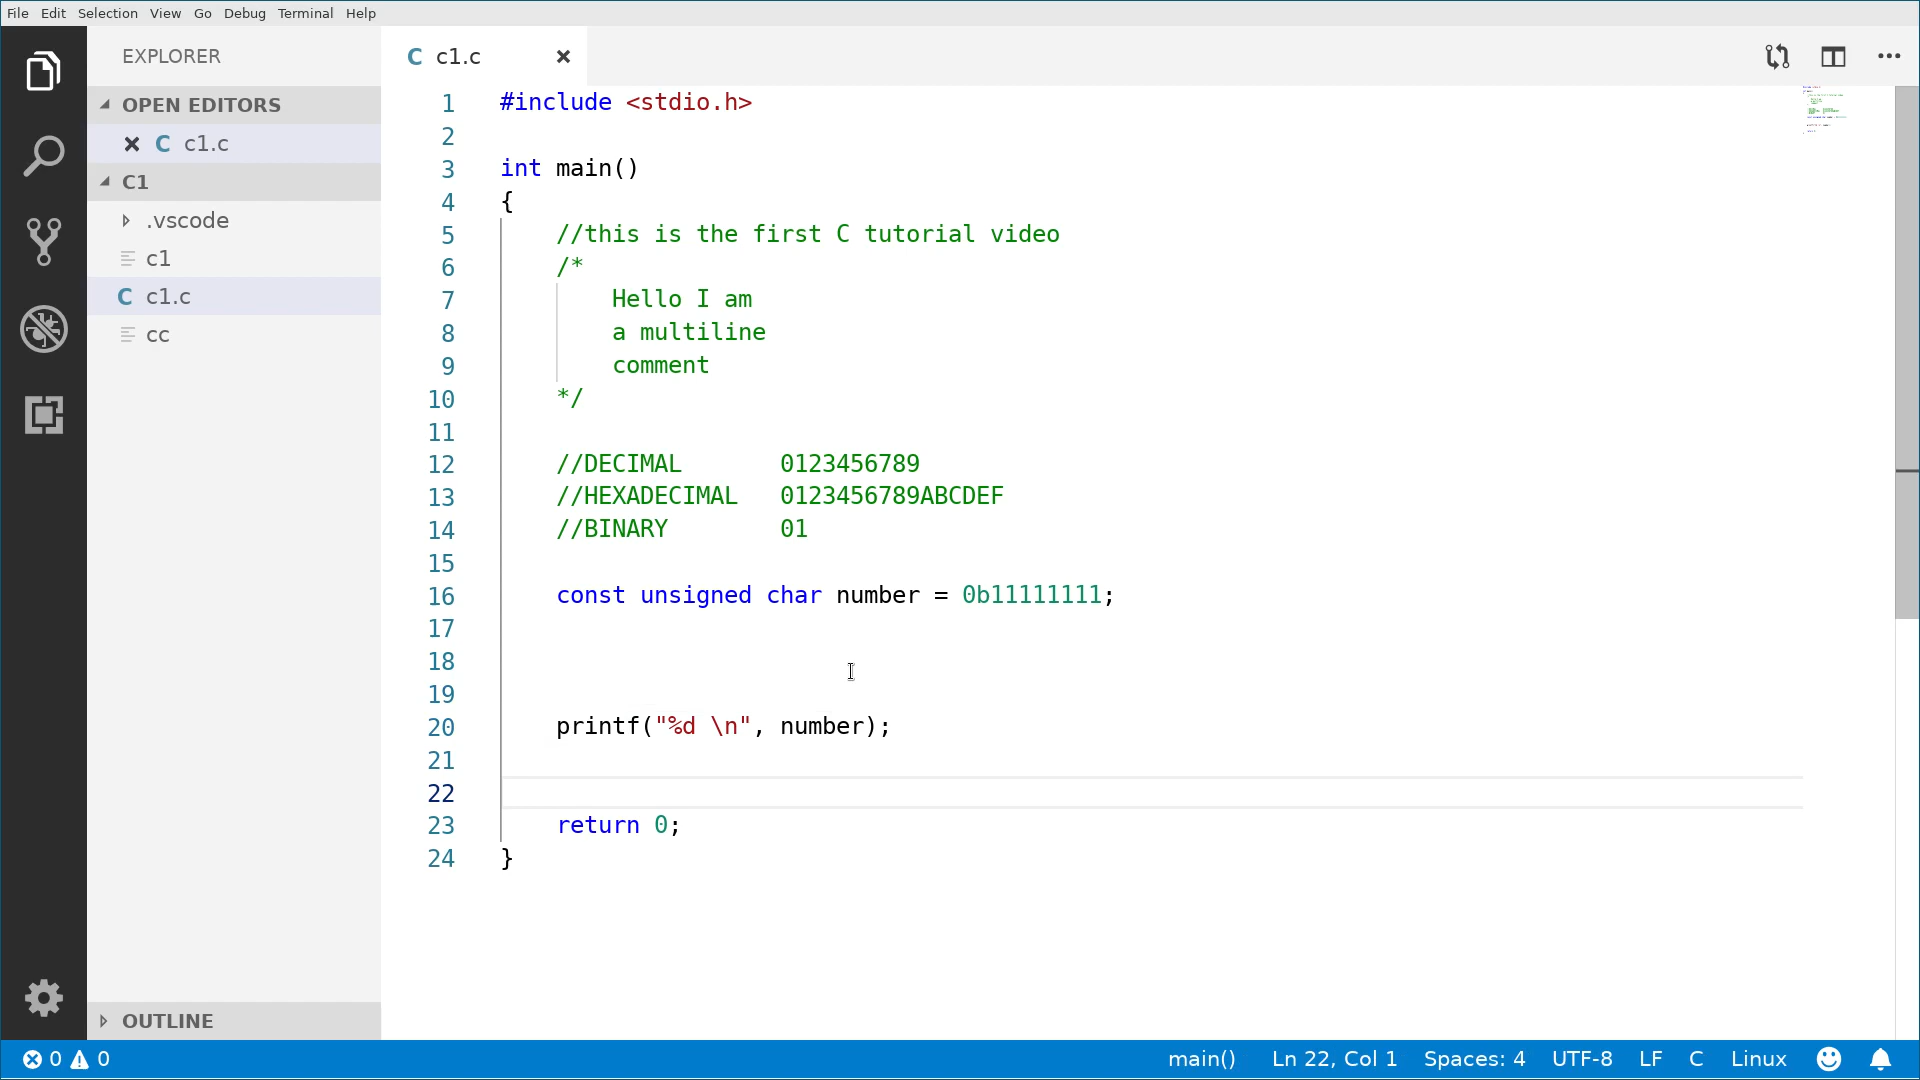 File Edit Selection View Go Debug Terminal Help
EXPLORER
OPEN EDITORS
C c1.c
C1
.vscode
c1
C c1.c
cc
OUTLINE
C c1.c
1 #include <stdio.h>
2
3 int main()
4 {
5     //this is the first C tutorial video
6     /*
7         Hello I am
8         a multiline
9         comment
10     */
11
12     //DECIMAL       0123456789
13     //HEXADECIMAL   0123456789ABCDEF
14     //BINARY        01
15
16     const unsigned char number = 0b11111111;
17
18
19
20     printf("%d \n", number);
21
22
23     return 0;
24 }
0 0 main() Ln 22, Col 1 Spaces: 4 UTF-8 LF C Linux